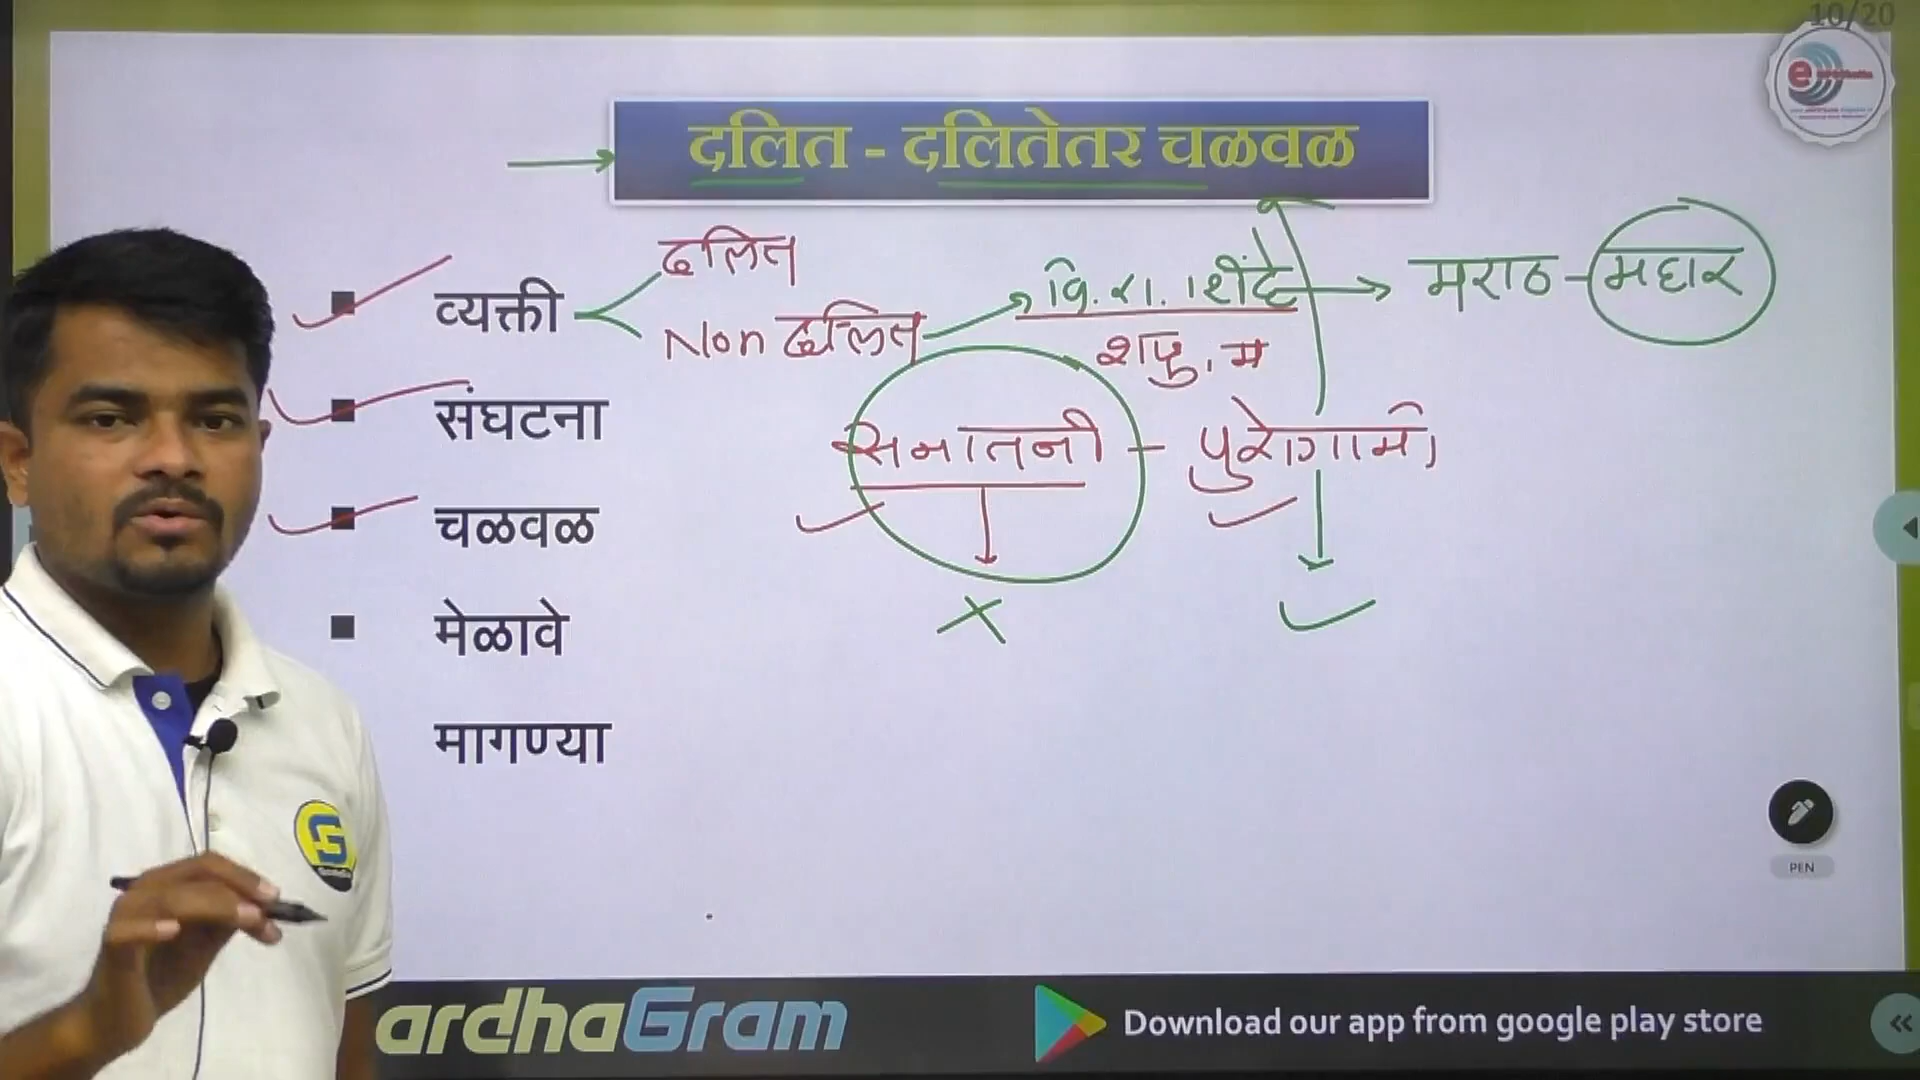 10/20
दलित - दलितेतर चळवळ
दलित
व्यक्ती
Non दलित
वि. रा. शिंदे
मराठा - महार
शाहु. म
संघटना
सनातनी - पुरोगामी
चळवळ
मेळावे
मागण्या
PEN
ardhaGram
Download our app from google play store